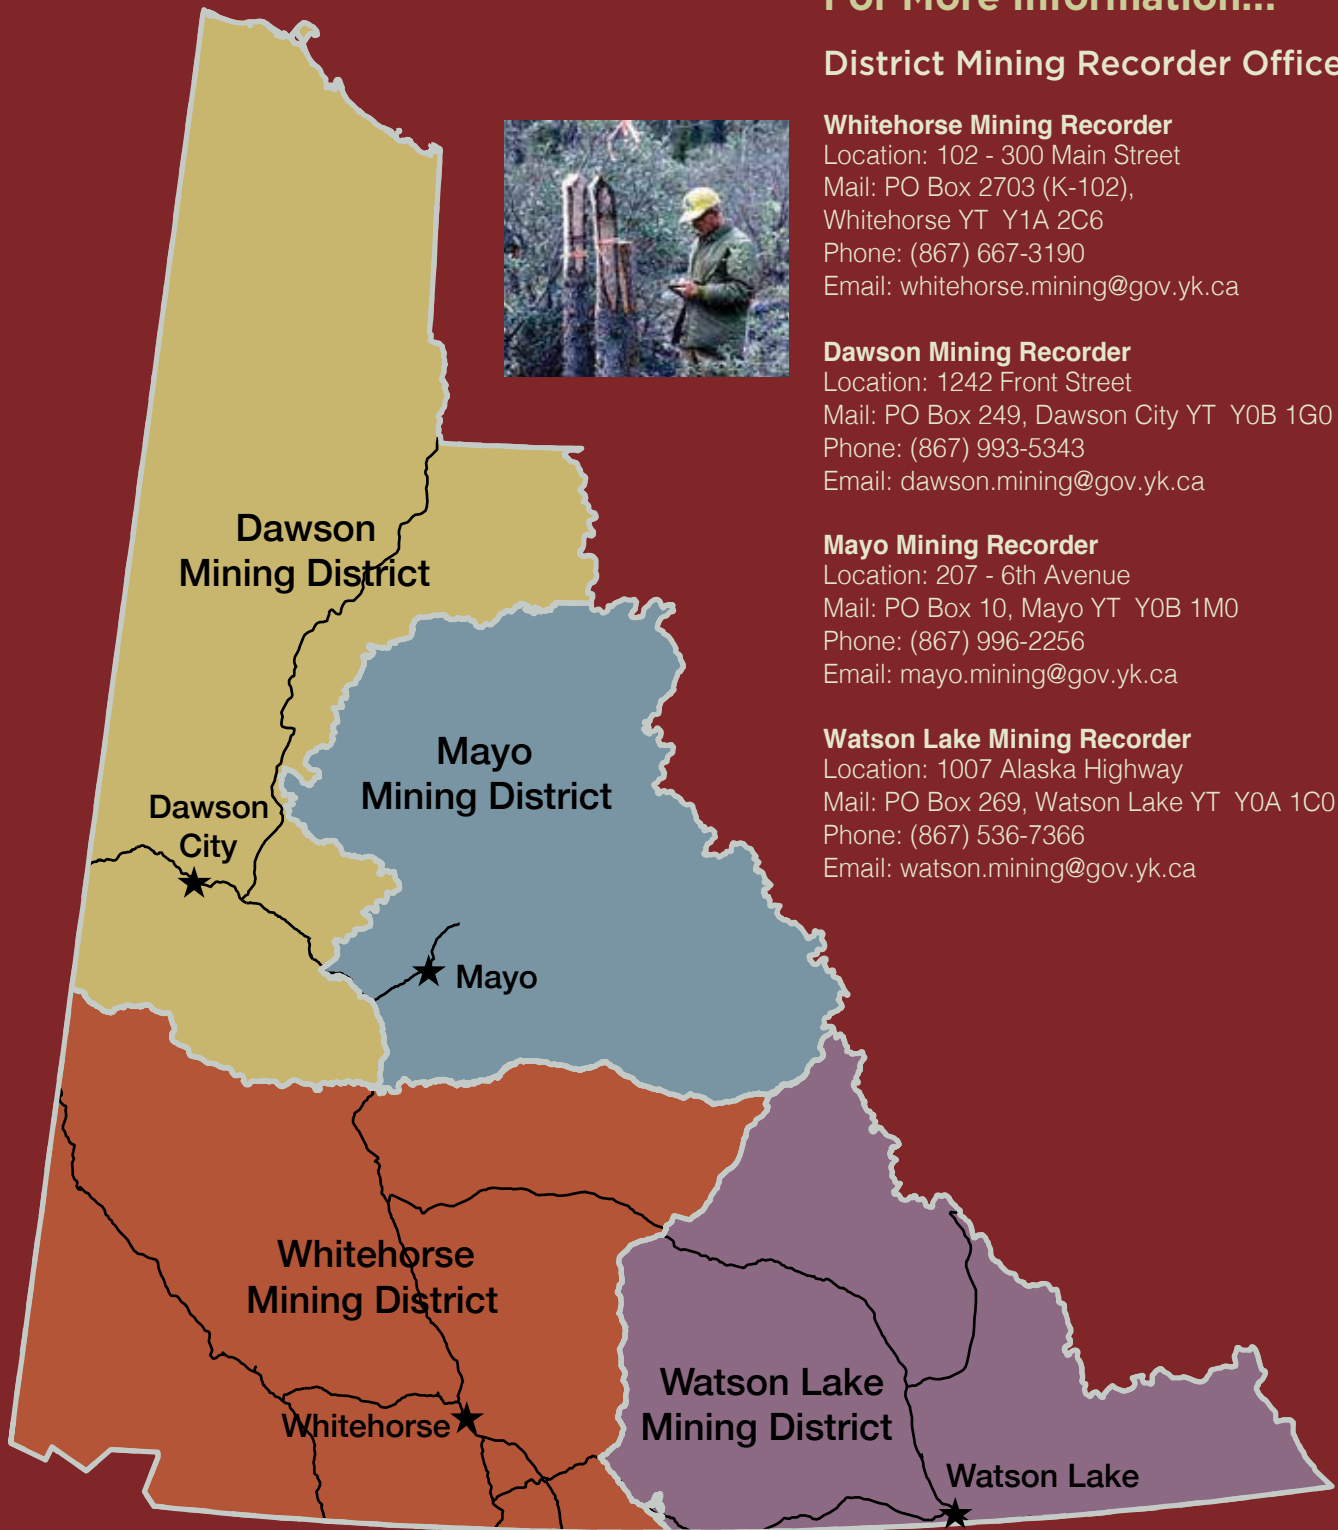 For More Information...
District Mining Recorder Office
Whitehorse Mining Recorder
Location: 102 - 300 Main Street
Mail: PO Box 2703 (K-102),
Whitehorse YT  Y1A 2C6
Phone: (867) 667-3190
Email: whitehorse.mining@gov.yk.ca
Dawson Mining Recorder
Location: 1242 Front Street
Mail: PO Box 249, Dawson City YT  Y0B 1G0
Phone: (867) 993-5343
Email: dawson.mining@gov.yk.ca
Mayo Mining Recorder
Location: 207 - 6th Avenue
Mail: PO Box 10, Mayo YT  Y0B 1M0
Phone: (867) 996-2256
Email: mayo.mining@gov.yk.ca
Watson Lake Mining Recorder
Location: 1007 Alaska Highway
Mail: PO Box 269, Watson Lake YT  Y0A 1C0
Phone: (867) 536-7366
Email: watson.mining@gov.yk.ca
Dawson
Mining District
Mayo
Mining District
Dawson
City
Mayo
Whitehorse
Mining District
Whitehorse
Watson Lake
Mining District
Watson Lake